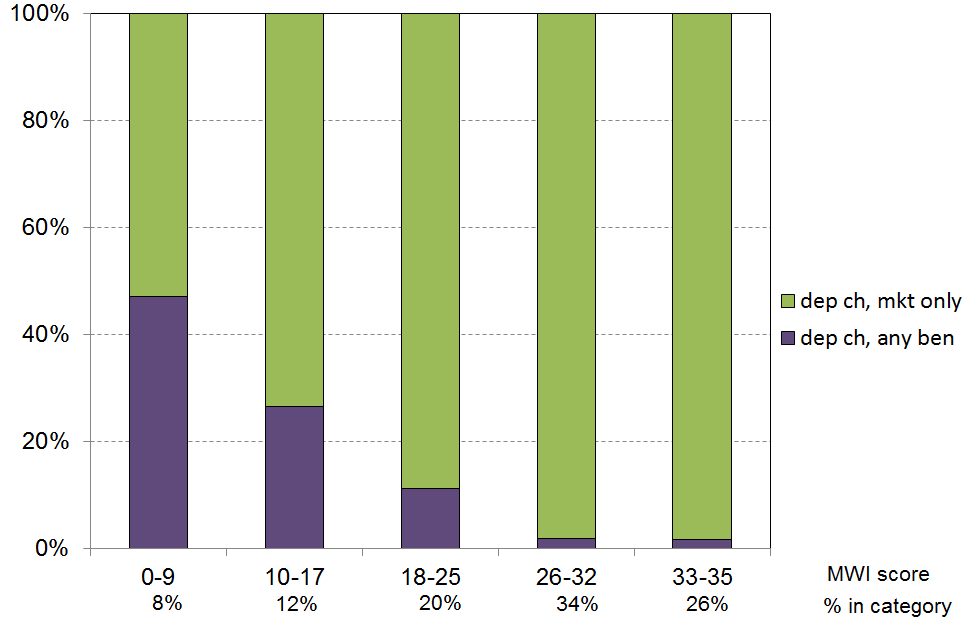 100%
80%
60%
40%
20%
0%
dep ch, mkt only
dep ch, any ben
0-9 10-17 18-25 26-32 33-35 MWI score
8% 12% 20% 34% 26% % in category